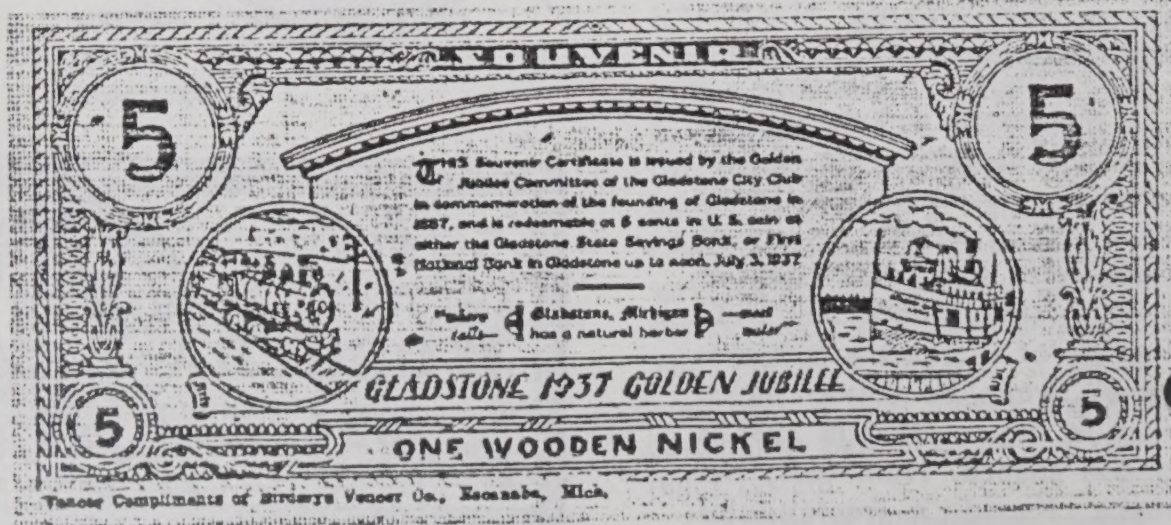 SOUVENIR
5 5
THIS Souvenir Certificate is issued by the Golden
Jubilee Committee of the Gladstone City Club
in commemoration of the founding of Gladstone in
1887, and is redeemable at 5 cents in U. S. coin at
either the Gladstone State Savings Bank, or First
National Bank in Gladstone up to noon, July 3, 1937
"where rails—
Gladstone, Michigan
has a natural harbor
—meet water"
GLADSTONE 1937 GOLDEN JUBILEE
5 5
ONE WOODEN NICKEL
Veneer Compliments of Birdseye Veneer Co., Escanaba, Mich.